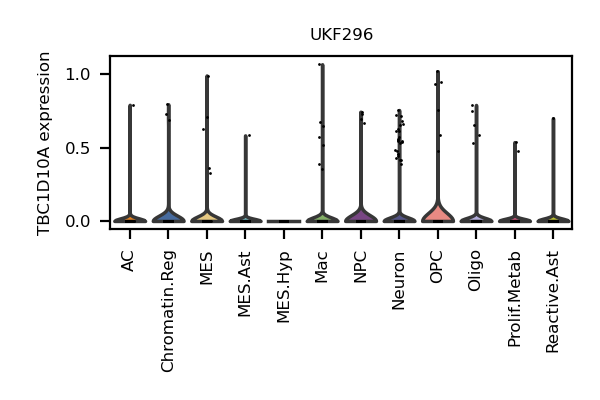 UKF296
TBC1D10A expression
1.0
0.5
0.0
AC
Chromatin.Reg
MES
MES.Ast
MES.Hyp
Mac
NPC
Neuron
OPC
Oligo
Prolif.Metab
Reactive.Ast